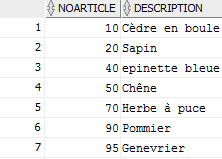 NOARTICLE DESCRIPTION
1 10 Cèdre en boule
2 20 Sapin
3 40 epinette bleue
4 50 Chêne
5 70 Herbe à puce
6 90 Pommier
7 95 Genevrier